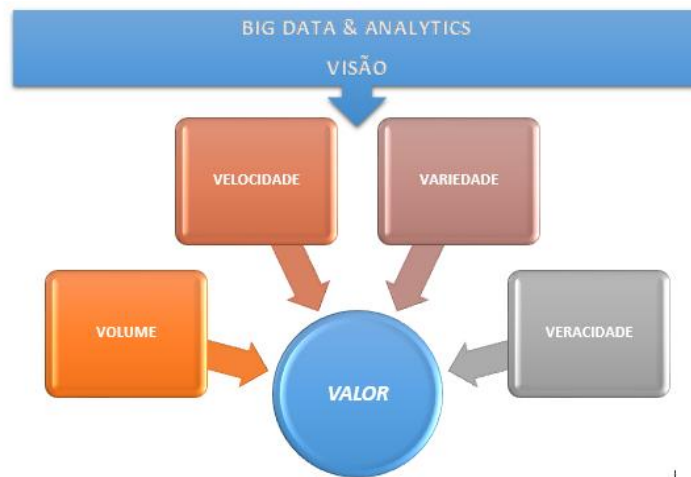 BIG DATA & ANALYTICS
VISÃO
VELOCIDADE
VARIEDADE
VOLUME
VERACIDADE
VALOR